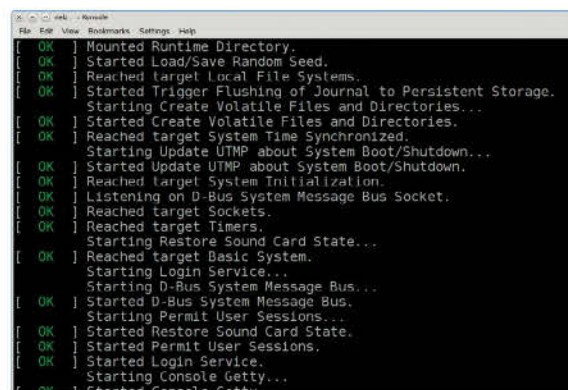 - Konsole
File Edit View Bookmarks Settings Help
[ OK ] Mounted Runtime Directory.
[ OK ] Started Load/Save Random Seed.
[ OK ] Reached target Local File Systems.
[ OK ] Started Trigger Flushing of Journal to Persistent Storage.
Starting Create Volatile Files and Directories...
[ OK ] Started Create Volatile Files and Directories.
[ OK ] Reached target System Time Synchronized.
Starting Update UTMP about System Boot/Shutdown...
[ OK ] Started Update UTMP about System Boot/Shutdown.
[ OK ] Reached target System Initialization.
[ OK ] Listening on D-Bus System Message Bus Socket.
[ OK ] Reached target Sockets.
[ OK ] Reached target Timers.
Starting Restore Sound Card State...
[ OK ] Reached target Basic System.
Starting Login Service...
Starting D-Bus System Message Bus...
[ OK ] Started D-Bus System Message Bus.
Starting Permit User Sessions...
[ OK ] Started Restore Sound Card State.
[ OK ] Started Permit User Sessions.
[ OK ] Started Login Service.
Starting Console Getty...
[ OK ] Started Console Getty.